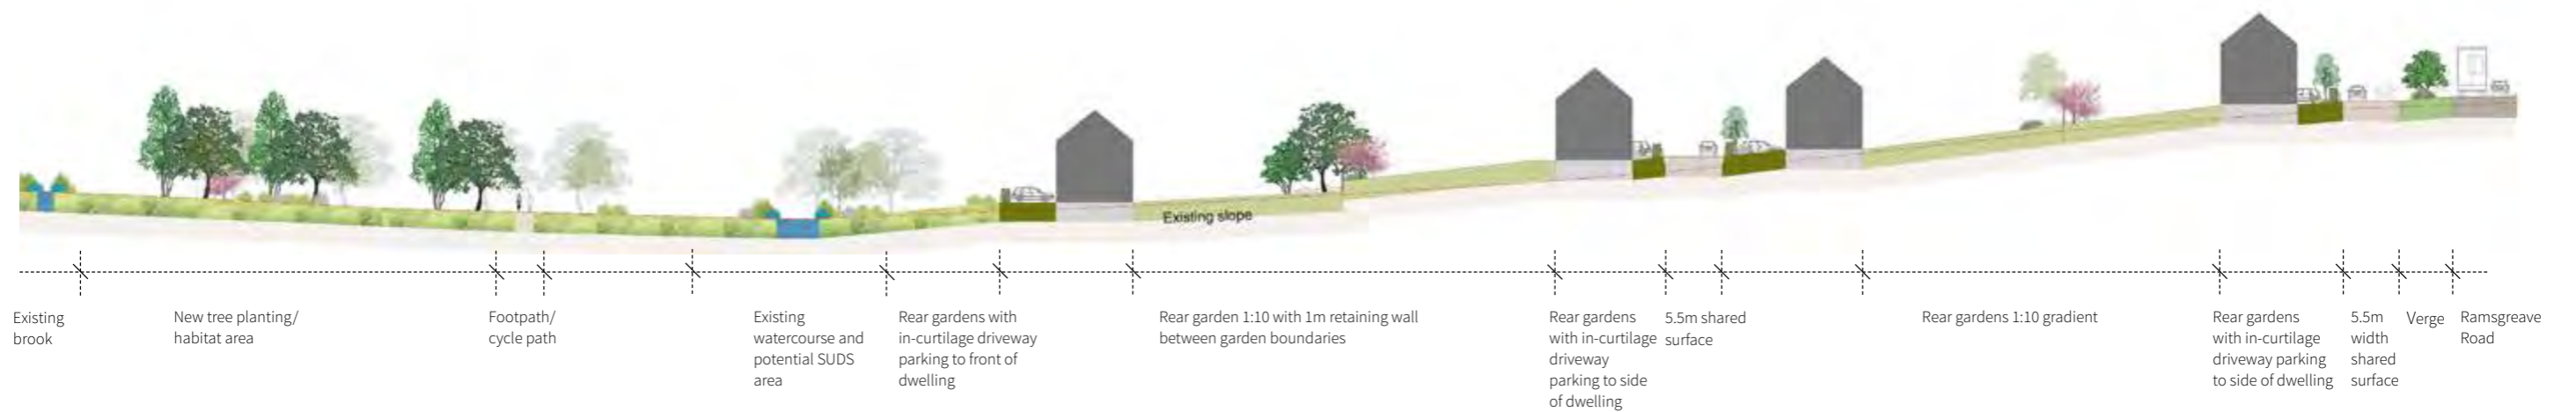 Existing slope
Existing
brook
New tree planting/
habitat area
Footpath/
cycle path
Existing
watercourse and
potential SUDS
area
Rear gardens with
in-curtilage driveway
parking to front of
dwelling
Rear garden 1:10 with 1m retaining wall
between garden boundaries
Rear gardens
with in-curtilage
driveway
parking to side
of dwelling
5.5m shared
surface
Rear gardens 1:10 gradient
Rear gardens
with in-curtilage
driveway parking
to side of dwelling
5.5m
width
shared
surface
Verge
Ramsgreave
Road